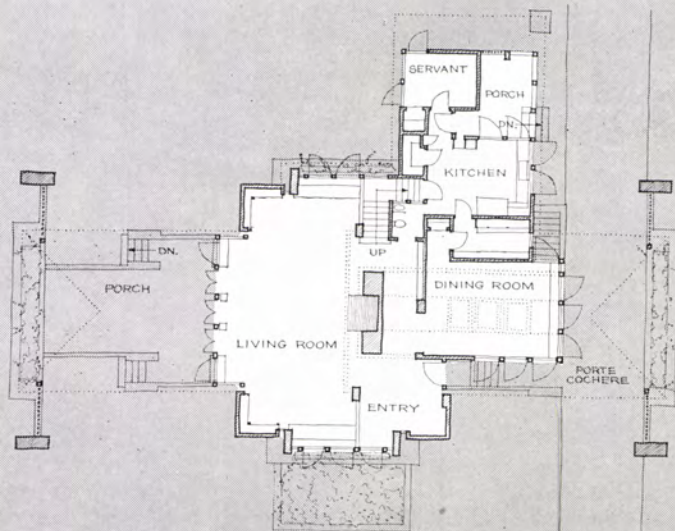 SERVANT
PORCH
DN.
KITCHEN
UP
DN.
PORCH
DINING ROOM
LIVING ROOM
PORTE
COCHERE
ENTRY